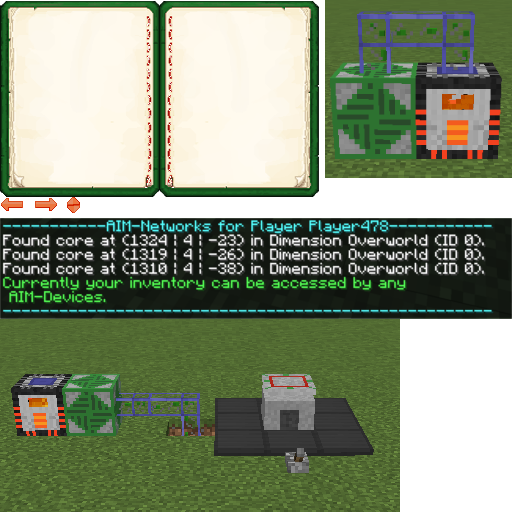 ------------AIM-Networks for Player Player478------------
Found core at (1324 | 4 | -23) in Dimension Overworld (ID 0).
Found core at (1319 | 4 | -26) in Dimension Overworld (ID 0).
Found core at (1310 | 4 | -38) in Dimension Overworld (ID 0).
Currently your inventory can be accessed by any
AIM-Devices.